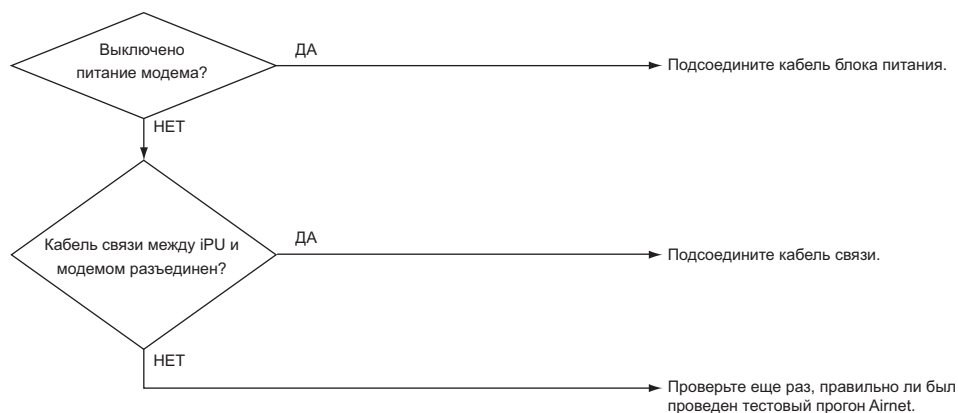 Выключено
питание модема?
ДА
Подсоедините кабель блока питания.
НЕТ
Кабель связи между iPU и
модемом разъединен?
ДА
Подсоедините кабель связи.
НЕТ
Проверьте еще раз, правильно ли был
проведен тестовый прогон Airnet.